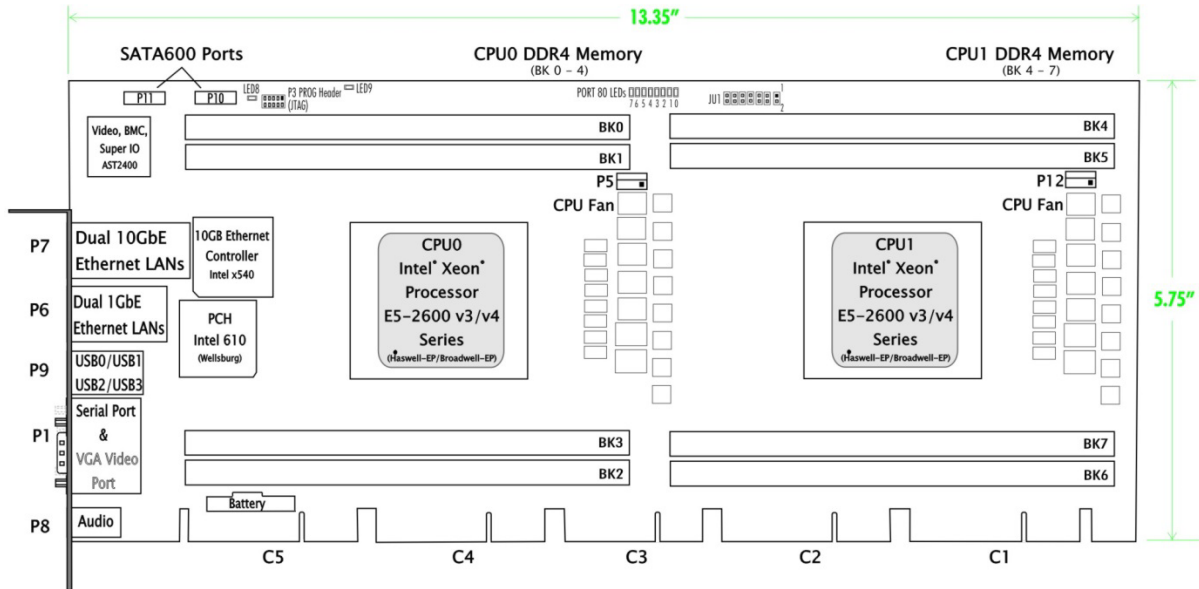 13.35"
SATA600 Ports
CPU0 DDR4 Memory
(BK 0 - 4)
CPU1 DDR4 Memory
(BK 4 - 7)
P11
P10
LED8
P3 PROG Header
(JTAG)
LED9
PORT 80 LEDs
7 6 5 4 3 2 1 0
JU1
1
2
Video, BMC,
Super IO
AST2400
BK0
BK4
BK1
BK5
P5
CPU Fan
P12
CPU Fan
P7
Dual 10GbE
Ethernet LANs
10GB Ethernet
Controller
Intel x540
CPU0
Intel® Xeon®
Processor
E5-2600 v3/v4
Series
(Haswell-EP/Broadwell-EP)
CPU1
Intel® Xeon®
Processor
E5-2600 v3/v4
Series
(Haswell-EP/Broadwell-EP)
5.75"
P6
Dual 1GbE
Ethernet LANs
PCH
Intel 610
(Wellsburg)
P9
USB0/USB1
USB2/USB3
P1
Serial Port
&
VGA Video
Port
BK3
BK7
BK2
BK6
Battery
P8
Audio
C5
C4
C3
C2
C1